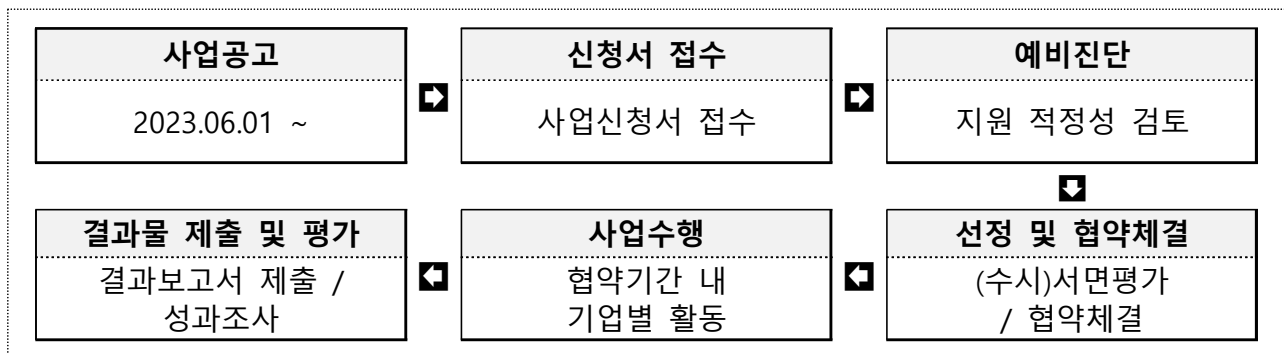 사업공고
2023.06.01 ~
신청서 접수
사업신청서 접수
예비진단
지원 적정성 검토
선정 및 협약체결
(수시)서면평가
/ 협약체결
사업수행
협약기간 내
기업별 활동
결과물 제출 및 평가
결과보고서 제출 /
성과조사